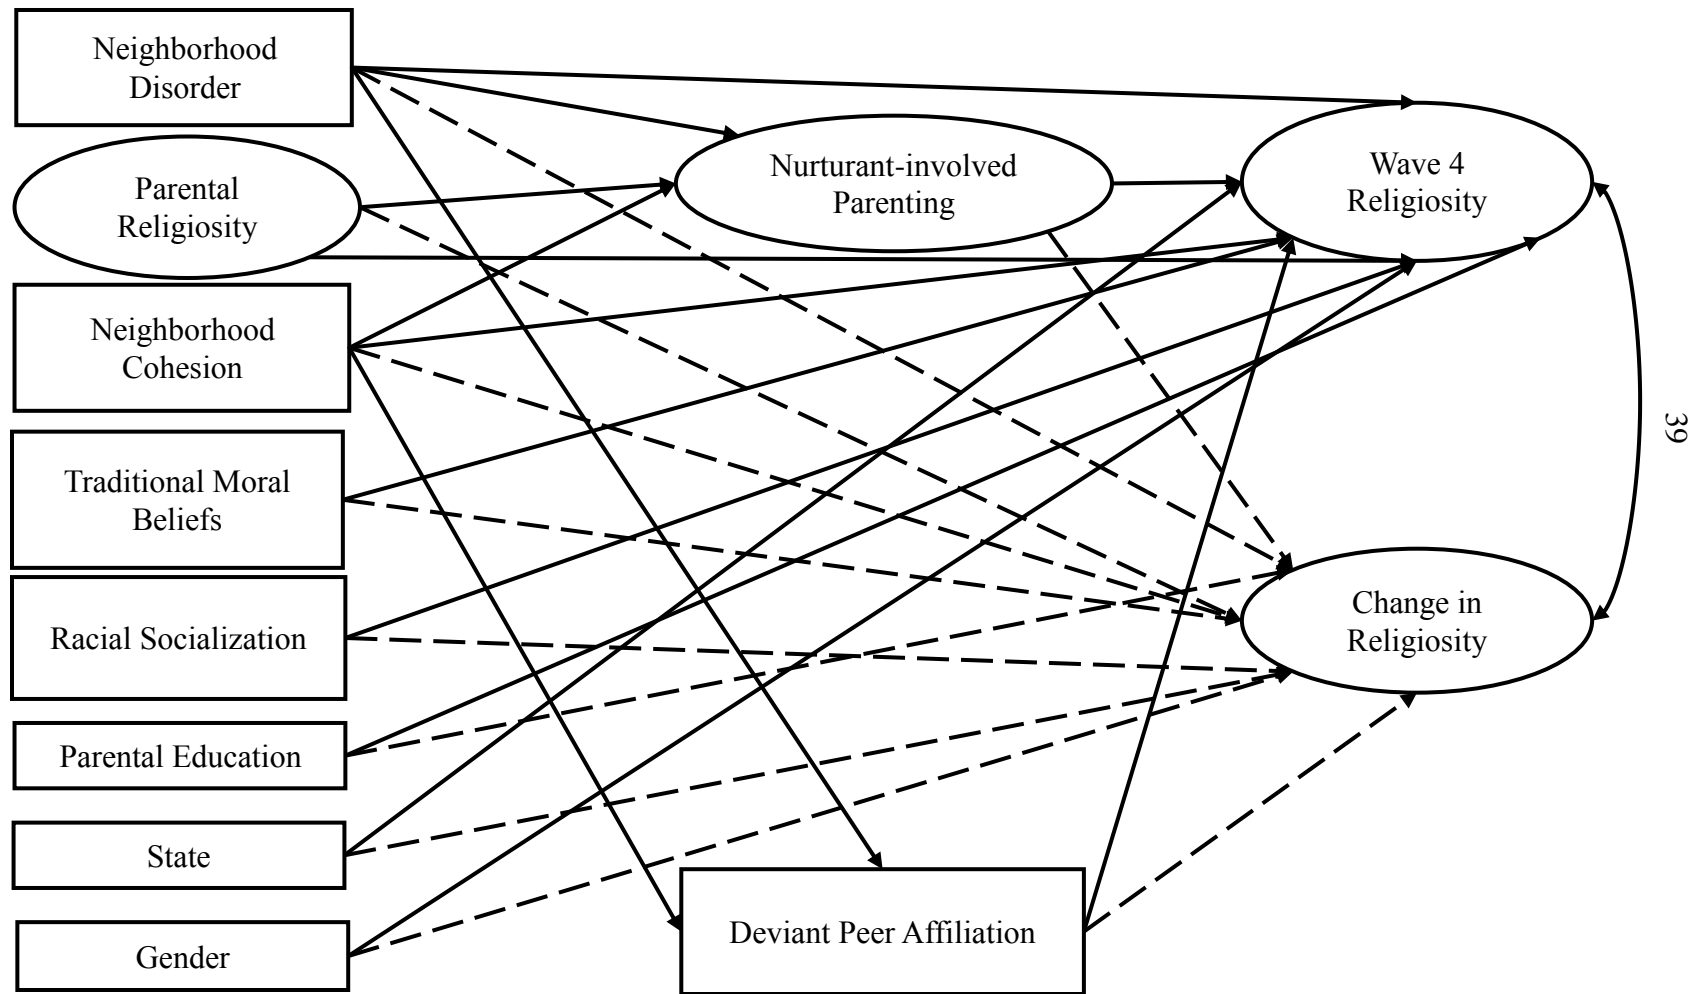 Neighborhood
Disorder
Parental
Religiosity
Neighborhood
Cohesion
Traditional Moral
Beliefs
Racial Socialization
Parental Education
State
Gender
Nurturant-involved
Parenting
Deviant Peer Affiliation
Wave 4
Religiosity
Change in
Religiosity
39